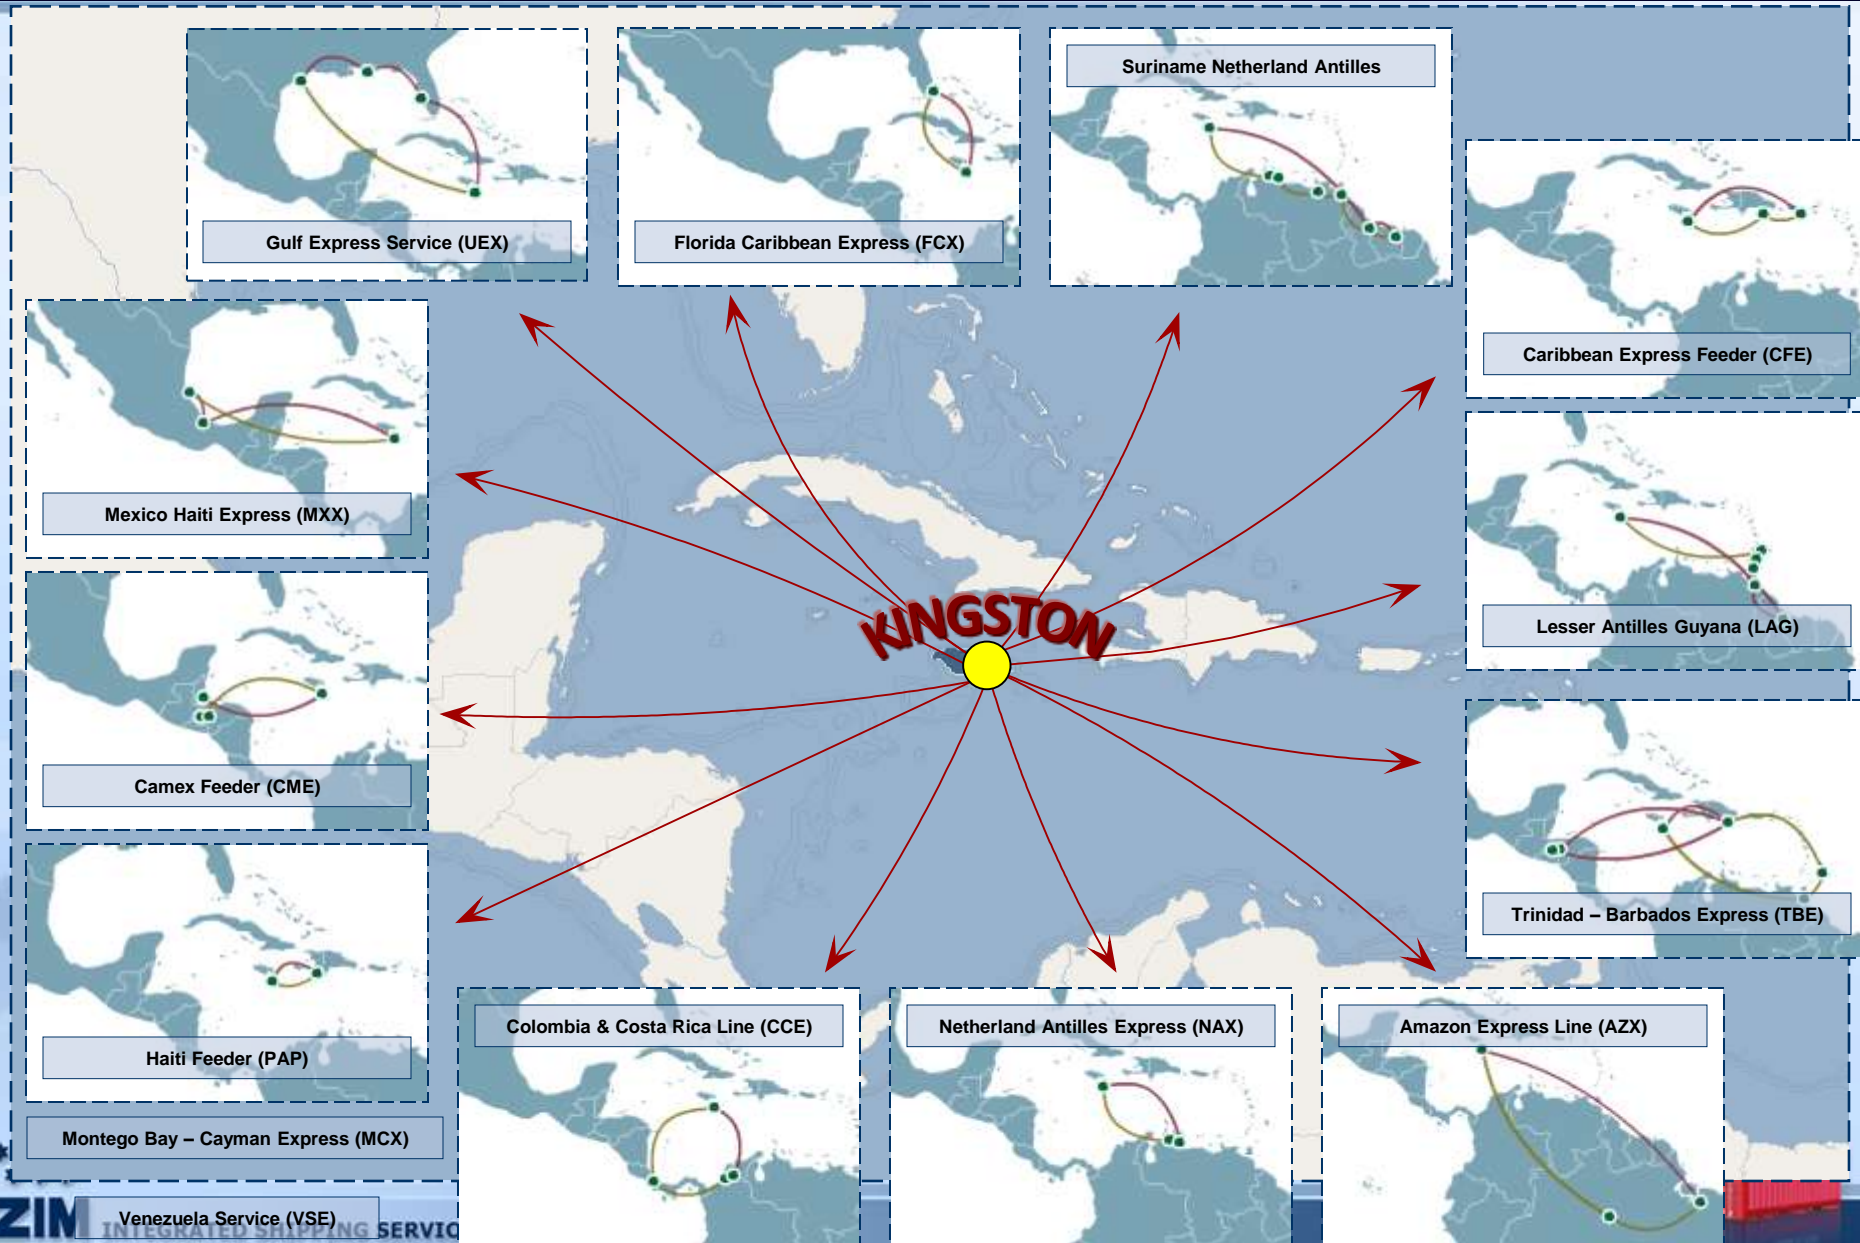 Suriname Netherland Antilles
Gulf Express Service (UEX)
Florida Caribbean Express (FCX)
Caribbean Express Feeder (CFE)
Mexico Haiti Express (MXX)
Lesser Antilles Guyana (LAG)
KINGSTON
Camex Feeder (CME)
Trinidad – Barbados Express (TBE)
Haiti Feeder (PAP)
Colombia & Costa Rica Line (CCE)
Netherland Antilles Express (NAX)
Amazon Express Line (AZX)
Montego Bay – Cayman Express (MCX)
Venezuela Service (VSE)
ZIM INTEGRATED SHIPPING SERVIC